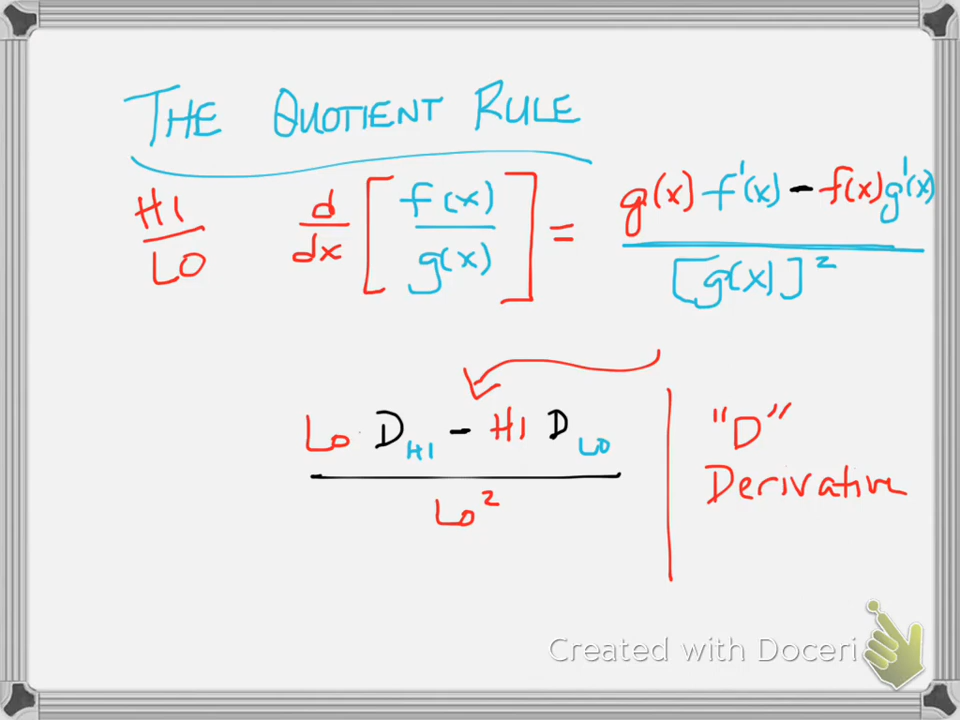 THE QUOTIENT RULE
HI/LO d/dx [f(x)/g(x)] = (g(x)f'(x) - f(x)g'(x))/[g(x)]²
(Lo D_HI - HI D_LO)/Lo²
"D"
Derivative
Created with Doceri